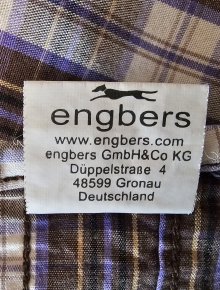 engbers
www.engbers.com
engbers GmbH&Co KG
Düppelstraße 4
48599 Gronau
Deutschland